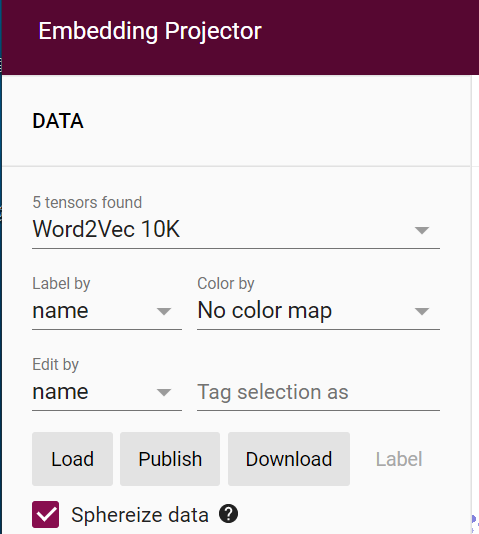 Embedding Projector
DATA
5 tensors found
Word2Vec 10K
Label by Color by
name No color map
Edit by
name Tag selection as
Load Publish Download Label
Sphereize data ?